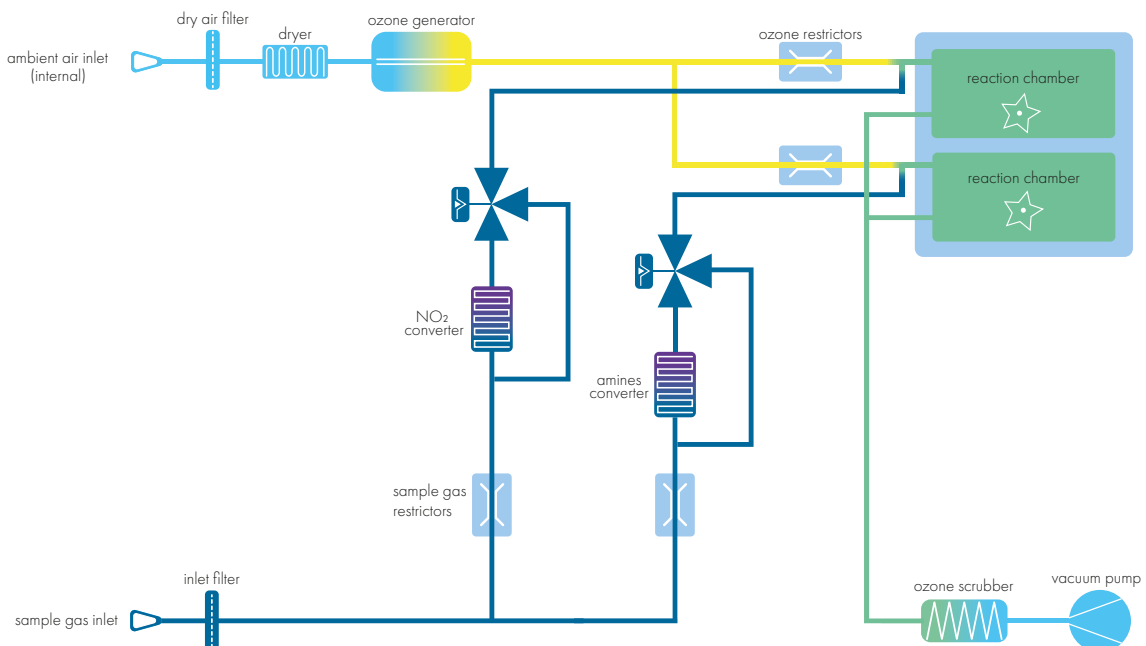 dry air filter
ozone generator
dryer
ozone restrictors
ambient air inlet
(internal)
reaction chamber
reaction chamber
NO₂
converter
amines
converter
sample gas
restrictors
inlet filter
ozone scrubber
vacuum pump
sample gas inlet